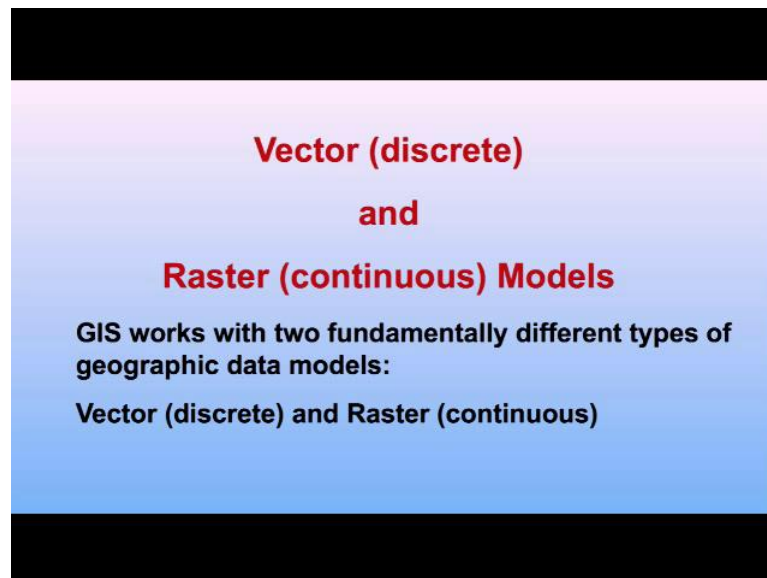 Vector (discrete)
and
Raster (continuous) Models
GIS works with two fundamentally different types of
geographic data models:
Vector (discrete) and Raster (continuous)